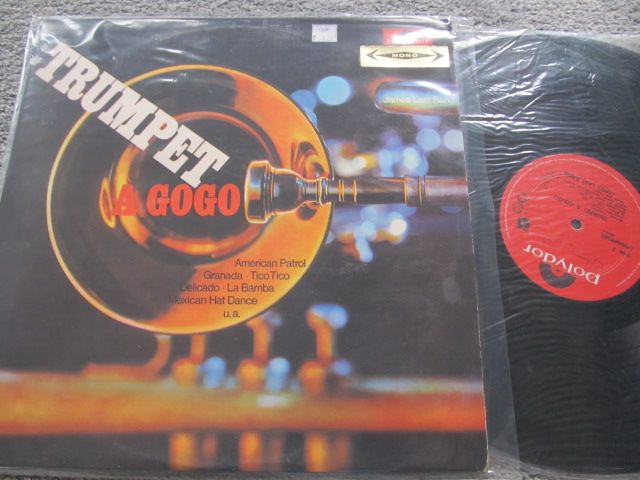 TRUMPET
A GOGO
MONO
James Last Band
American Patrol
Granada · Tico Tico
Delicado · La Bamba
Mexican Hat Dance
u. a.
Polydor